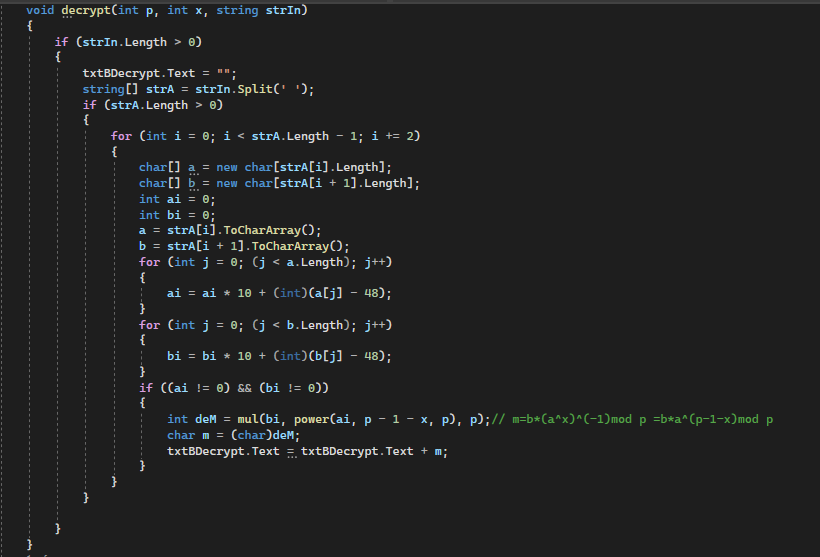 void decrypt(int p, int x, string strIn)
{
if (strIn.Length > 0)
{
txtBDecrypt.Text = "";
string[] strA = strIn.Split(' ');
if (strA.Length > 0)
{
for (int i = 0; i < strA.Length - 1; i += 2)
{
char[] a = new char[strA[i].Length];
char[] b = new char[strA[i + 1].Length];
int ai = 0;
int bi = 0;
a = strA[i].ToCharArray();
b = strA[i + 1].ToCharArray();
for (int j = 0; (j < a.Length); j++)
{
ai = ai * 10 + (int)(a[j] - 48);
}
for (int j = 0; (j < b.Length); j++)
{
bi = bi * 10 + (int)(b[j] - 48);
}
if ((ai != 0) && (bi != 0))
{
int deM = mul(bi, power(ai, p - 1 - x, p), p);// m=b*(a^x)^(-1)mod p =b*a^(p-1-x)mod p
char m = (char)deM;
txtBDecrypt.Text = txtBDecrypt.Text + m;
}
}
}
}
}